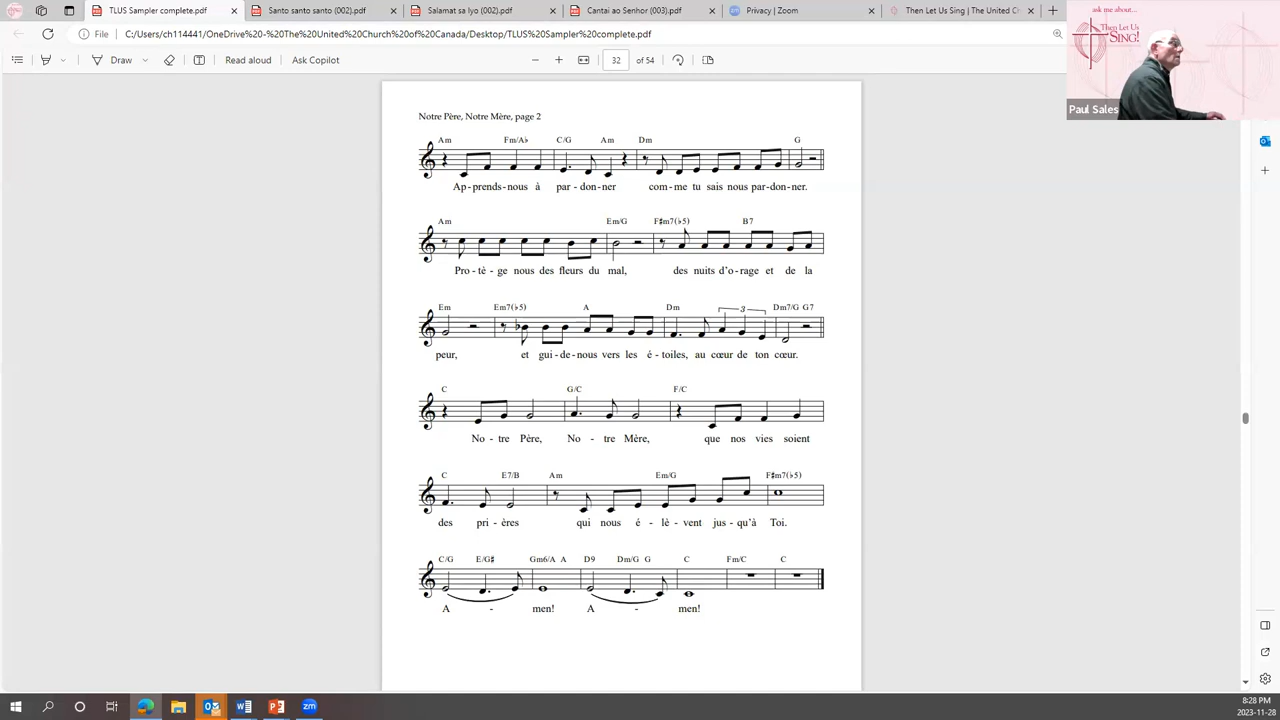 TLUS Sampler complete.pdf
Santo santo santo (002).pdf
Salamat sa Iyo (002).pdf
Cantai ao Senhor (003).pdf
Privacy | Zoom
Then Let Us Sing | The United Ch
File
C:/Users/ch114441/OneDrive%20-%20The%20United%20Church%20of%20Canada/Desktop/TLUS%20Sampler%20complete.pdf
Draw
Read aloud
Ask Copilot
32 of 54
ask me about...
Then Let Us
SING!
Paul Sales
Notre Père, Notre Mère, page 2
Am Fm/A♭ C/G Am Dm G
Ap-prends-nous à par-don-ner com-me tu sais nous par-don-ner.
Am Em/G F♯m7(♭5) B7
Pro-tè-ge nous des fleurs du mal, des nuits d'o-rage et de la
Em Em7(♭5) A Dm 3 Dm7/G G7
peur, et gui-de-nous vers les é-toiles, au cœur de ton cœur.
C G/C F/C
No-tre Père, No-tre Mère, que nos vies soient
C E7/B Am Em/G F♯m7(♭5)
des pri-ères qui nous é-lè-vent jus-qu'à Toi.
C/G E/G♯ Gm6/A A D9 Dm/G G C Fm/C C
A - men! A - men!
8:28 PM
2023-11-28